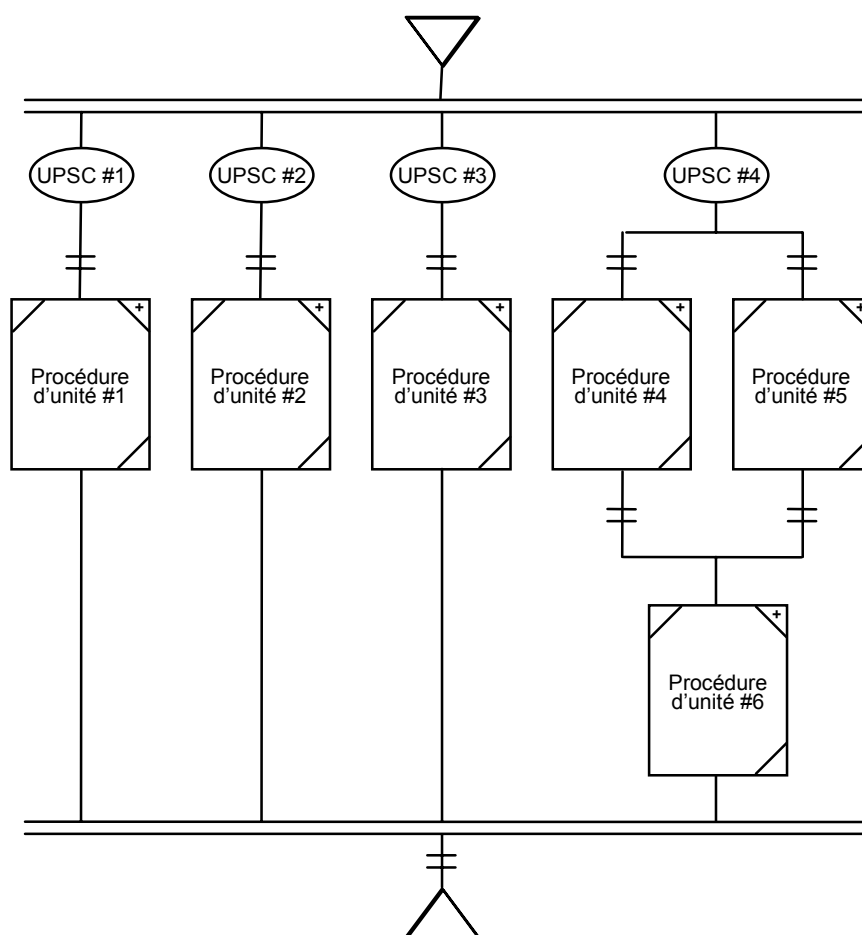 UPSC #1
UPSC #2
UPSC #3
UPSC #4
+
+
+
+
+
Procédure
d’unité #1
Procédure
d’unité #2
Procédure
d’unité #3
Procédure
d’unité #4
Procédure
d’unité #5
+
Procédure
d’unité #6